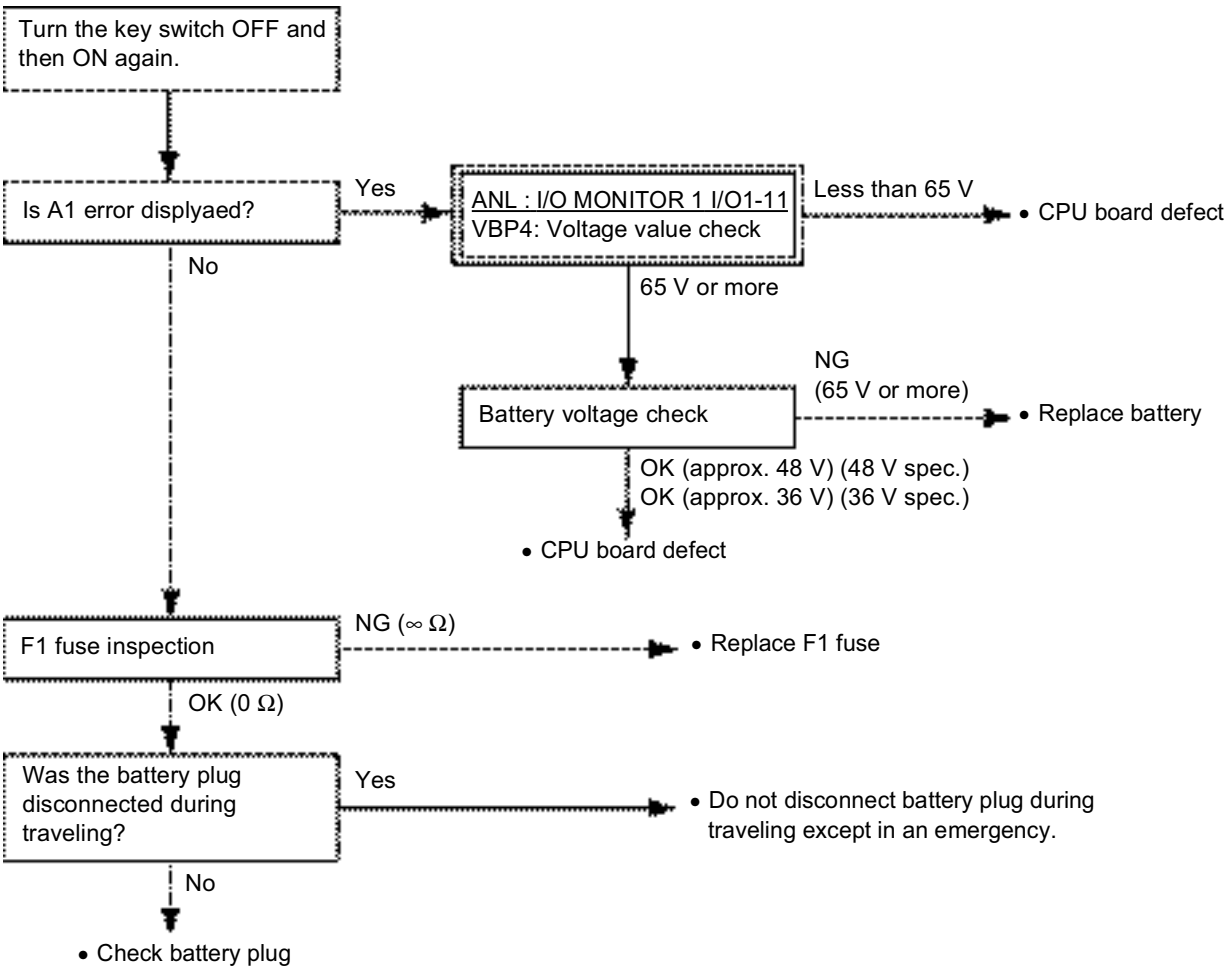 Turn the key switch OFF and
then ON again.
Is A1 error displyaed?
Yes
ANL : I/O MONITOR 1 I/O1-11
VBP4: Voltage value check
Less than 65 V
• CPU board defect
No
65 V or more
Battery voltage check
NG
(65 V or more)
• Replace battery
OK (approx. 48 V) (48 V spec.)
OK (approx. 36 V) (36 V spec.)
• CPU board defect
F1 fuse inspection
NG (∞ Ω)
• Replace F1 fuse
OK (0 Ω)
Was the battery plug
disconnected during
traveling?
Yes
• Do not disconnect battery plug during
traveling except in an emergency.
No
• Check battery plug